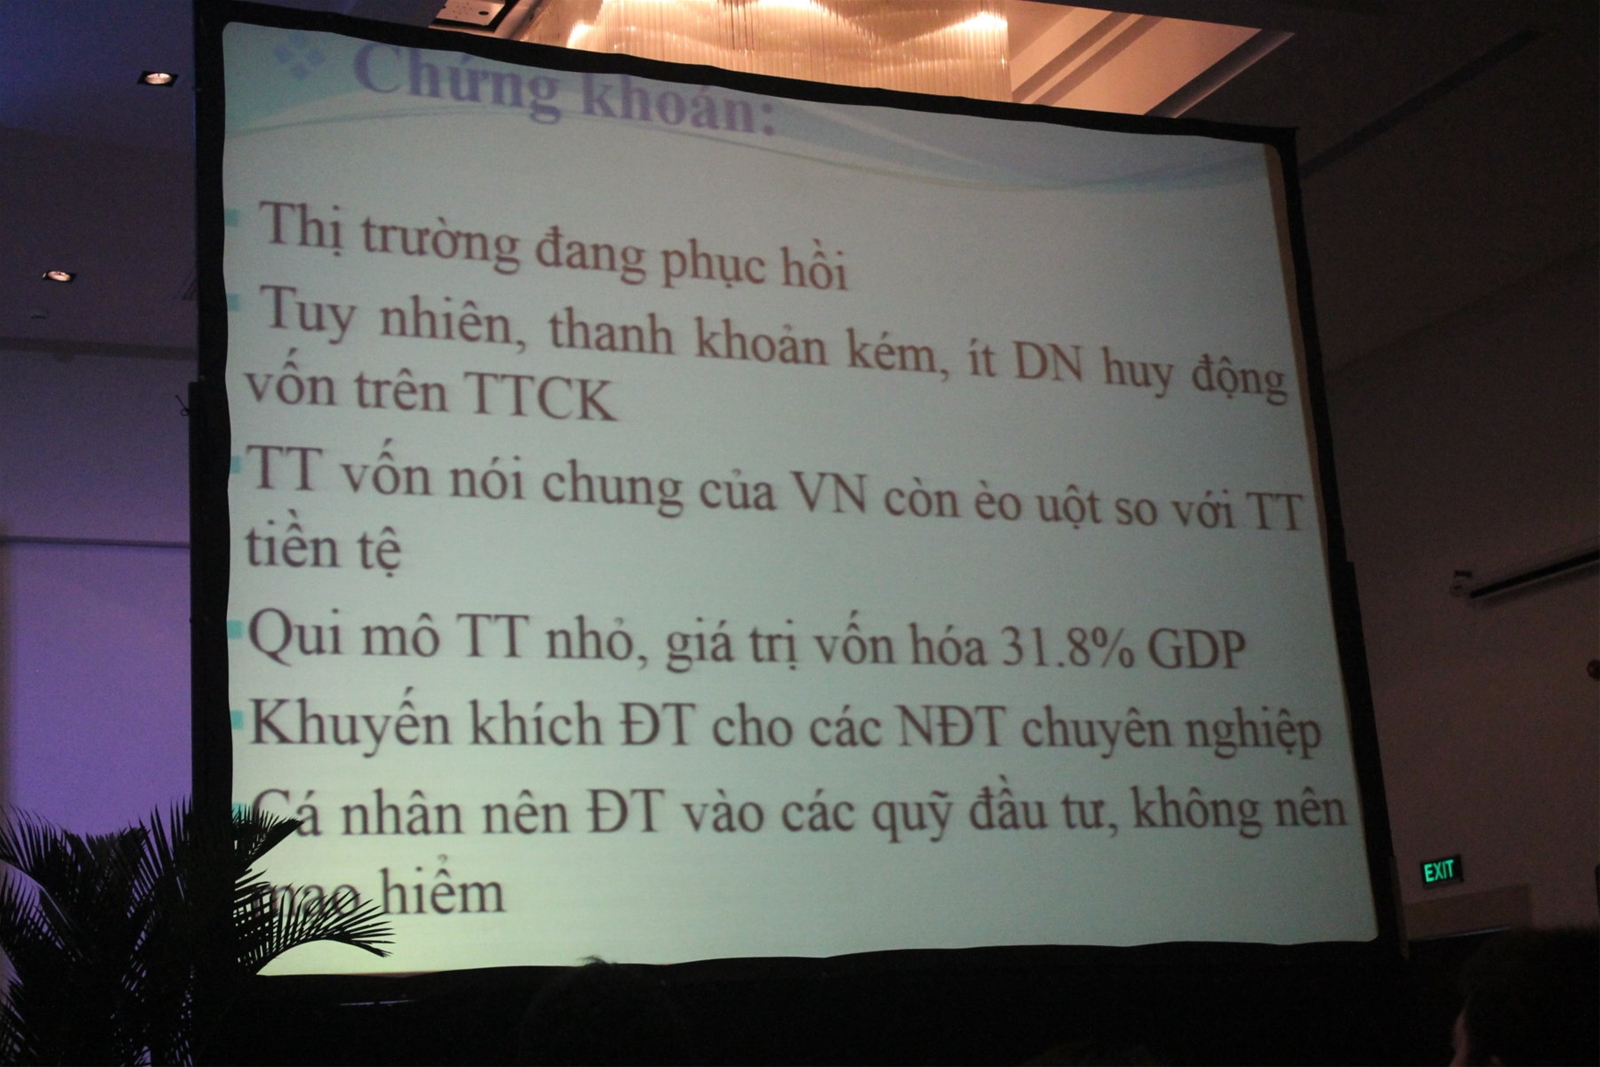 Chứng khoán:
Thị trường đang phục hồi
Tuy nhiên, thanh khoản kém, ít DN huy động
vốn trên TTCK
TT vốn nói chung của VN còn èo uột so với TT
tiền tệ
Qui mô TT nhỏ, giá trị vốn hóa 31.8% GDP
Khuyến khích ĐT cho các NĐT chuyên nghiệp
Cá nhân nên ĐT vào các quỹ đầu tư, không nên
mạo hiểm
EXIT